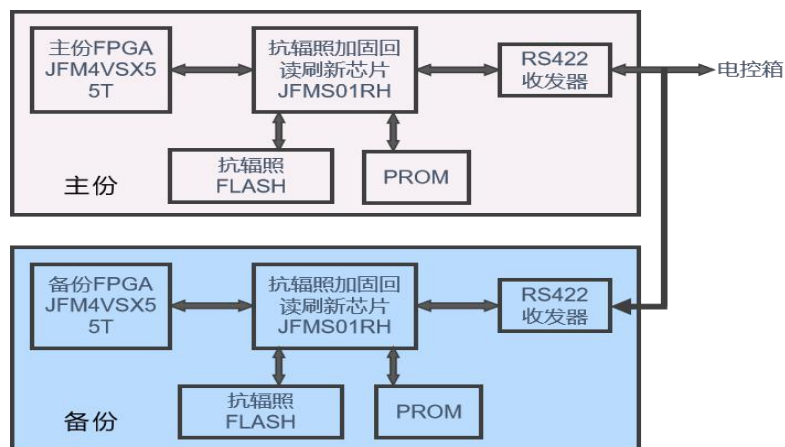 主份FPGA
JFM4VSX5
5T
抗辐照加固回
读刷新芯片
JFMS01RH
RS422
收发器
电控箱
抗辐照
FLASH
PROM
主份
备份FPGA
JFM4VSX5
5T
抗辐照加固回
读刷新芯片
JFMS01RH
RS422
收发器
抗辐照
FLASH
PROM
备份